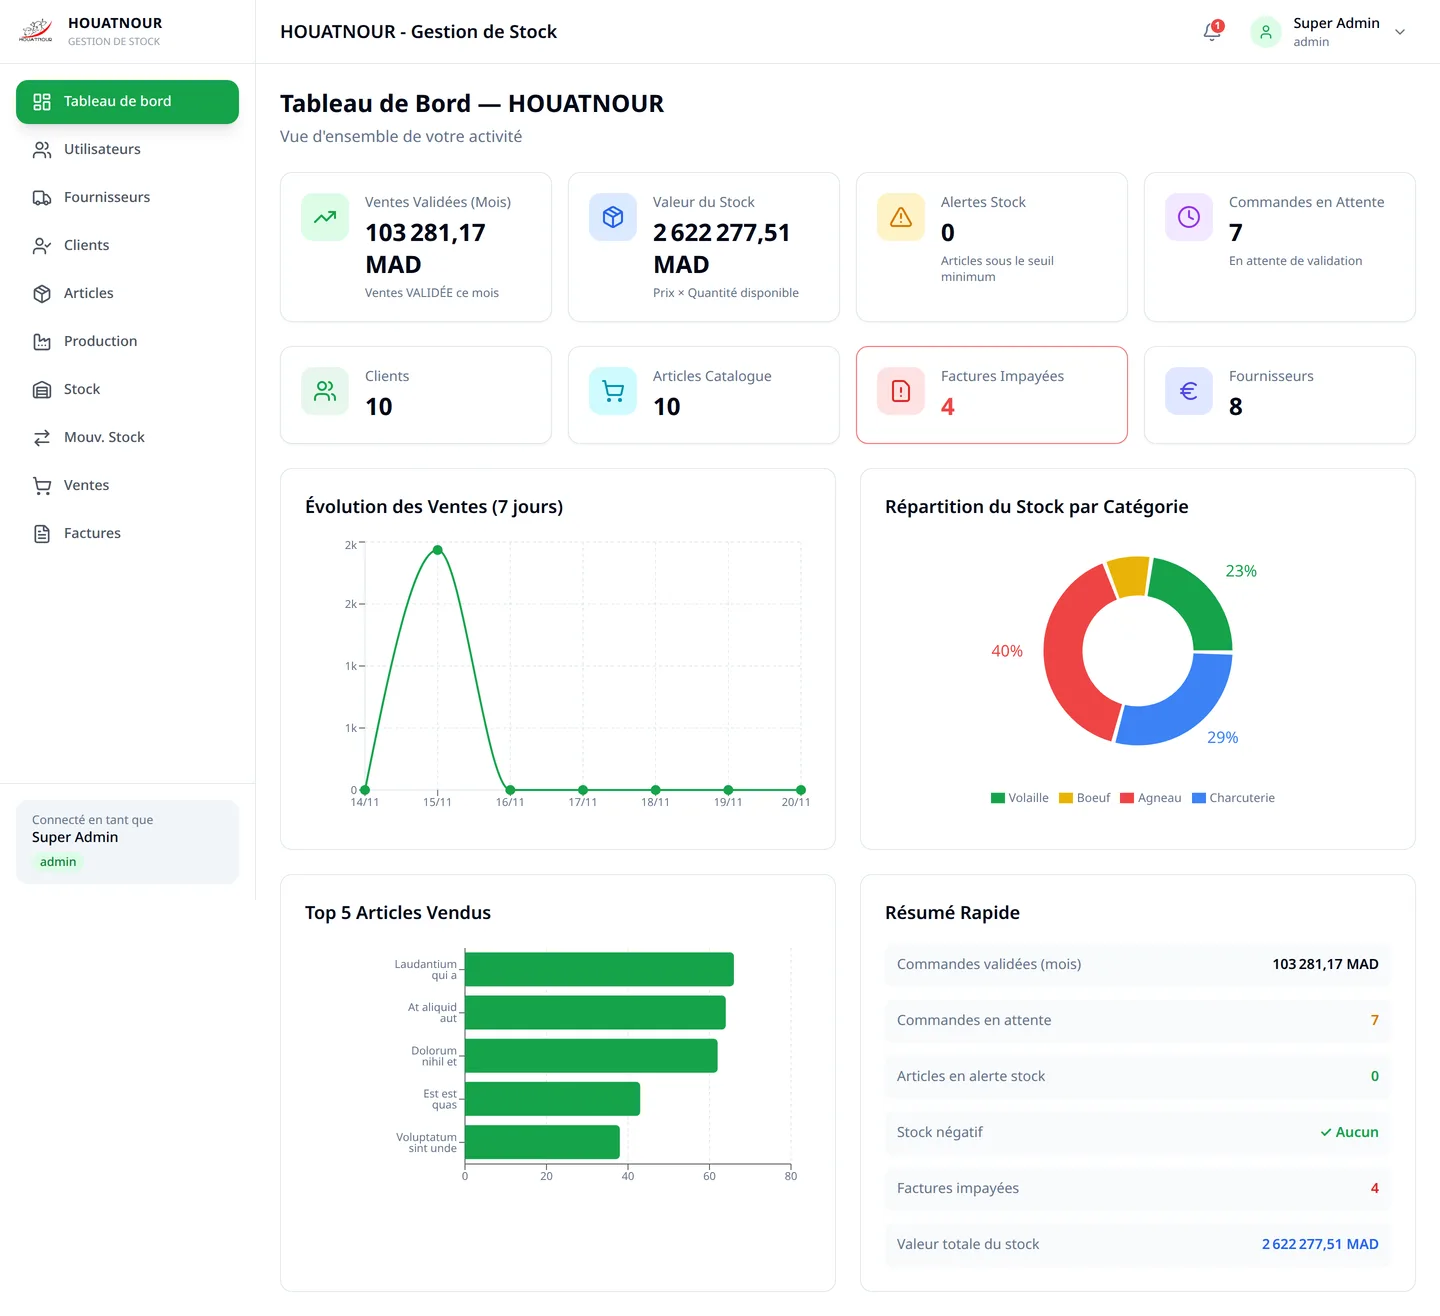 HOUATNOUR
HOUATNOUR
GESTION DE STOCK
HOUATNOUR - Gestion de Stock
1
Super Admin
admin
Tableau de bord
Utilisateurs
Fournisseurs
Clients
Articles
Production
Stock
Mouv. Stock
Ventes
Factures
Connecté en tant que
Super Admin
admin
Tableau de Bord — HOUATNOUR
Vue d'ensemble de votre activité
Ventes Validées (Mois)
103 281,17
MAD
Ventes VALIDÉE ce mois
Valeur du Stock
2 622 277,51
MAD
Prix × Quantité disponible
Alertes Stock
0
Articles sous le seuil
minimum
Commandes en Attente
7
En attente de validation
Clients
10
Articles Catalogue
10
Factures Impayées
4
Fournisseurs
8
Évolution des Ventes (7 jours)
2k
2k
1k
1k
0
14/11 15/11 16/11 17/11 18/11 19/11 20/11
Répartition du Stock par Catégorie
23%
40%
29%
Volaille Boeuf Agneau Charcuterie
Top 5 Articles Vendus
Laudantium
qui a
At aliquid
aut
Dolorum
nihil et
Est est
quas
Voluptatum
sint unde
0 20 40 60 80
Résumé Rapide
Commandes validées (mois) 103 281,17 MAD
Commandes en attente 7
Articles en alerte stock 0
Stock négatif ✓ Aucun
Factures impayées 4
Valeur totale du stock 2 622 277,51 MAD